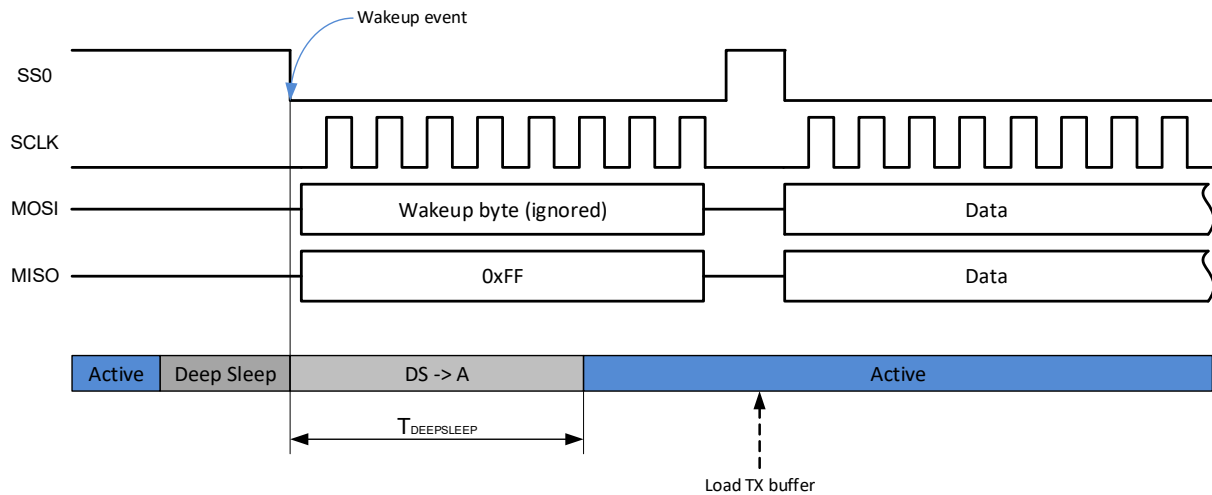 Wakeup event
SS0
SCLK
MOSI
Wakeup byte (ignored)
Data
MISO
0xFF
Data
Active
Deep Sleep
DS -> A
Active
TDEEPSLEEP
Load TX buffer